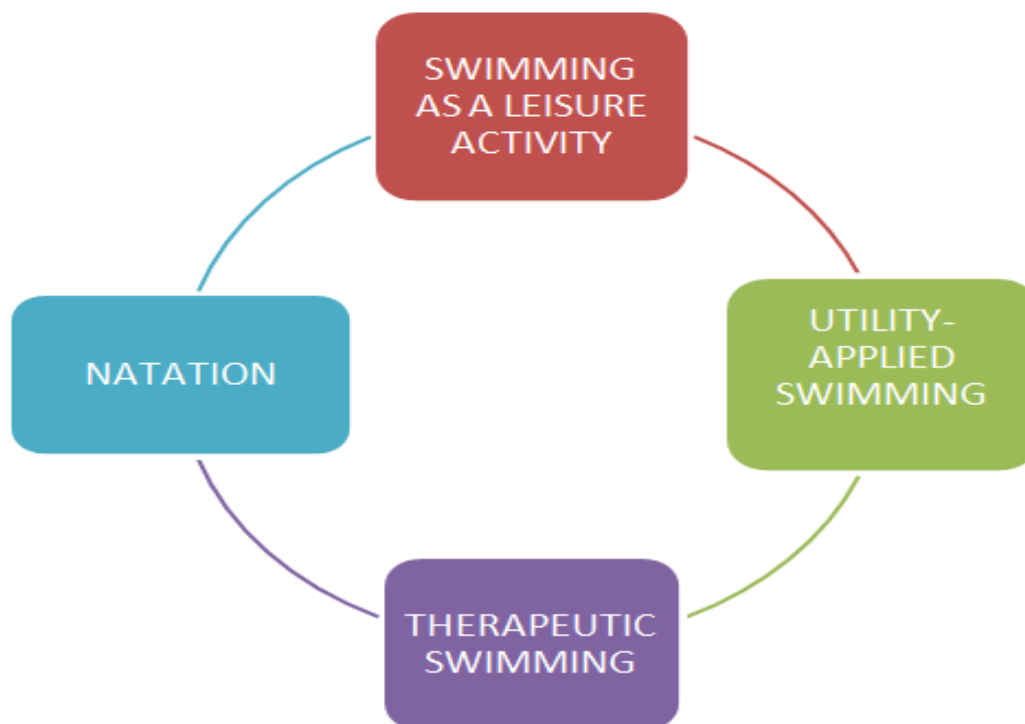 SWIMMING
AS A LEISURE
ACTIVITY
UTILITY-
APPLIED
SWIMMING
NATATION
THERAPEUTIC
SWIMMING